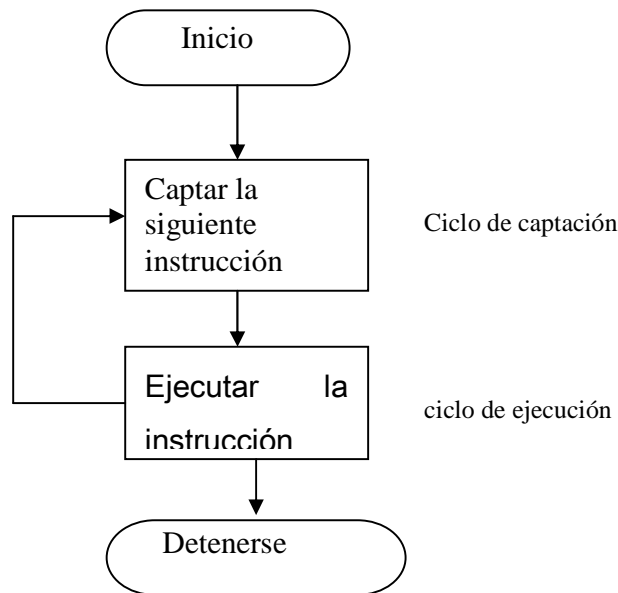 Inicio
Captar la
siguiente
instrucción
Ciclo de captación
Ejecutar la
instrucción
ciclo de ejecución
Detenerse